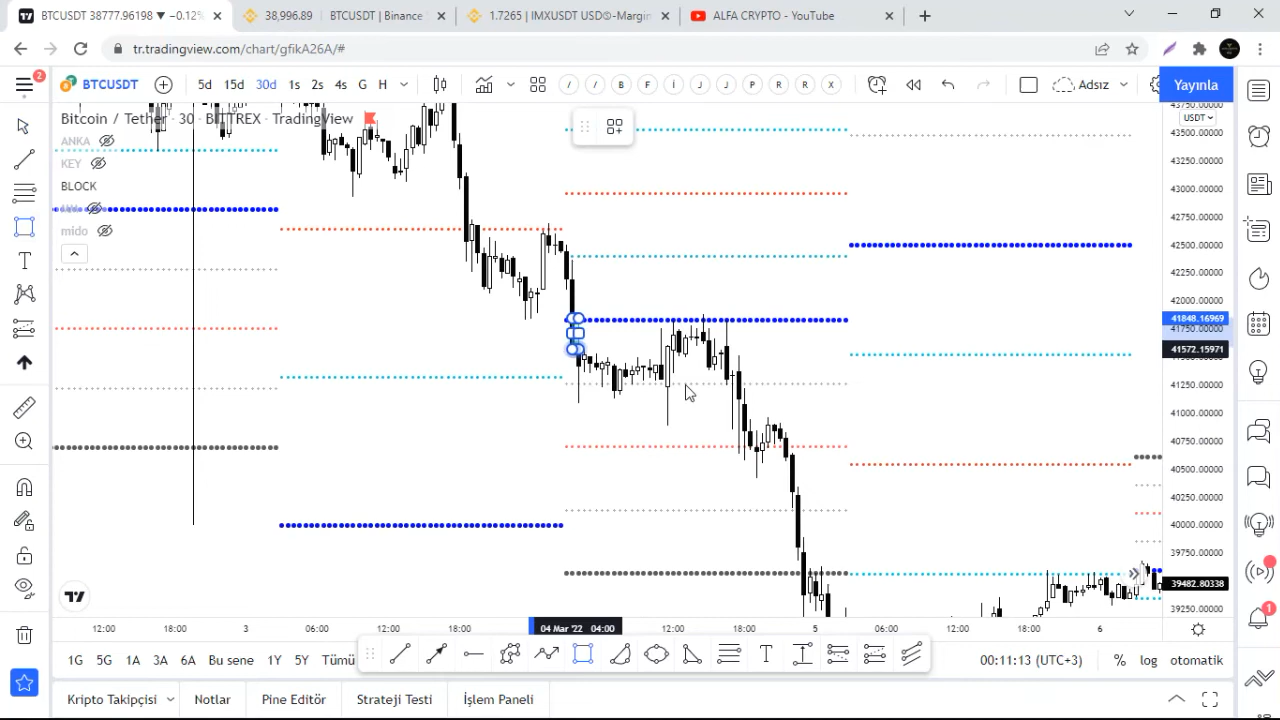 BTCUSDT 38777.96198 ▾ −0.12%
38,996.89 BTCUSDT | Binance
1.7265 | IMXUSDT USDⓈ-Margin
ALFA CRYPTO - YouTube
tr.tradingview.com/chart/gfikA26A/#
2 BTCUSDT 5d 15d 30d 1s 2s 4s G H / / B F İ J J P R R X Adsız Yayınla
Bitcoin / Tether · 30 · BITTREX · TradingView
ANKA
KEY
BLOCK
mido
43750.00000
USDT
43500.00000
43250.00000
43000.00000
42750.00000
42500.00000
42250.00000
42000.00000
41848.16969
41750.00000
41572.15971
41250.00000
41000.00000
40750.00000
40500.00000
40250.00000
40000.00000
39750.00000
39482.80338
39250.00000
12:00 18:00 3 06:00 12:00 18:00 04 Mar '22 04:00 12:00 18:00 5 06:00 12:00 18:00 6
1G 5G 1A 3A 6A Bu sene 1Y 5Y Tümü 00:11:13 (UTC+3) % log otomatik
Kripto Takipçisi Notlar Pine Editör Strateji Testi İşlem Paneli
1